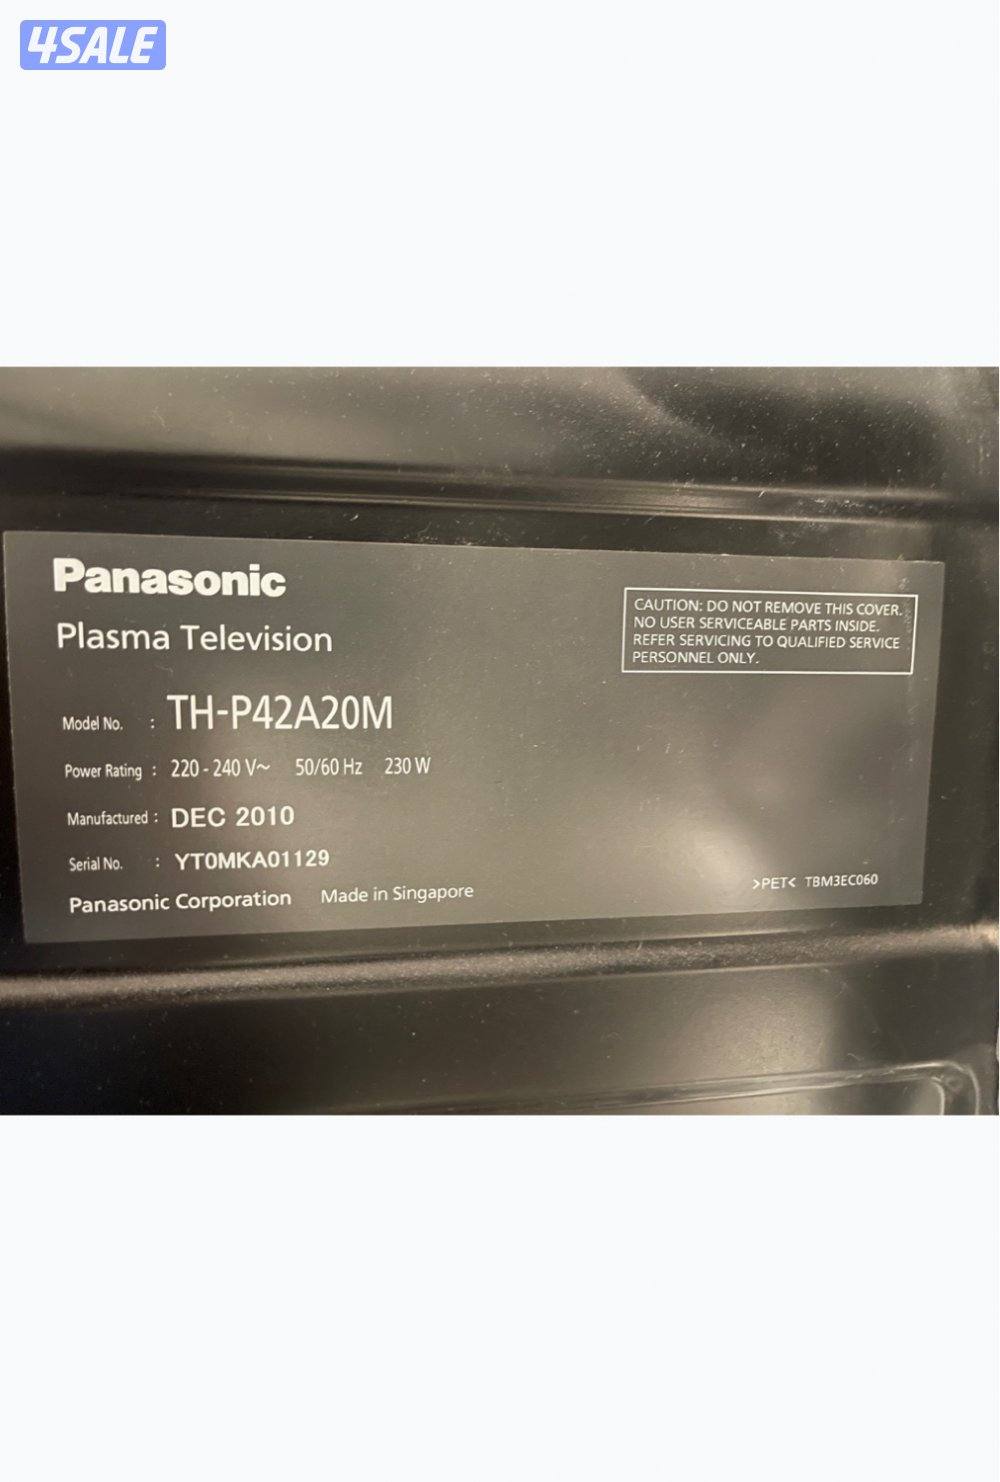 4SALE
Panasonic
Plasma Television
CAUTION: DO NOT REMOVE THIS COVER.
NO USER SERVICEABLE PARTS INSIDE.
REFER SERVICING TO QUALIFIED SERVICE
PERSONNEL ONLY.
Model No. : TH-P42A20M
Power Rating : 220 - 240 V~ 50/60 Hz 230 W
Manufactured : DEC 2010
Serial No. : YT0MKA01129
Panasonic Corporation Made in Singapore
>PET< TBM3EC060